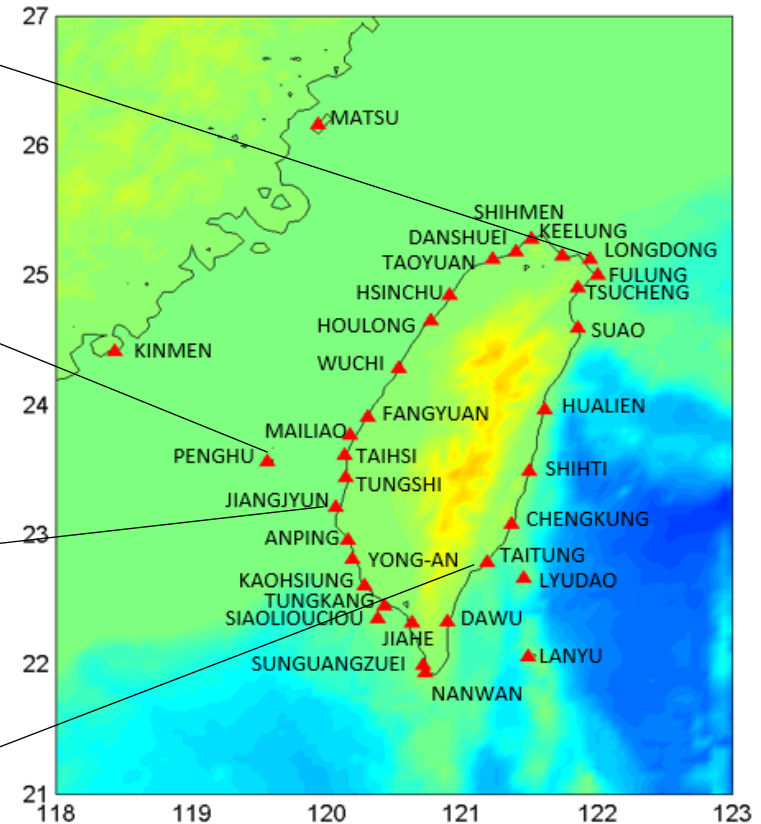 27
MATSU
26
SHIHMEN
KEELUNG
DANSHUEI
LONGDONG
TAOYUAN
25
FULUNG
HSINCHU
TSUCHENG
HOULONG
SUAO
KINMEN
WUCHI
24
FANGYUAN
HUALIEN
MAILIAO
PENGHU
TAIHSI
SHIHTI
TUNGSHI
JIANGJYUN
CHENGKUNG
23
ANPING
YONG-AN
TAITUNG
KAOHSIUNG
LYUDAO
TUNGKANG
SIAOLIOUCIOU
DAWU
JIAHE
22
SUNGUANGZUEI
LANYU
NANWAN
21
118 119 120 121 122 123